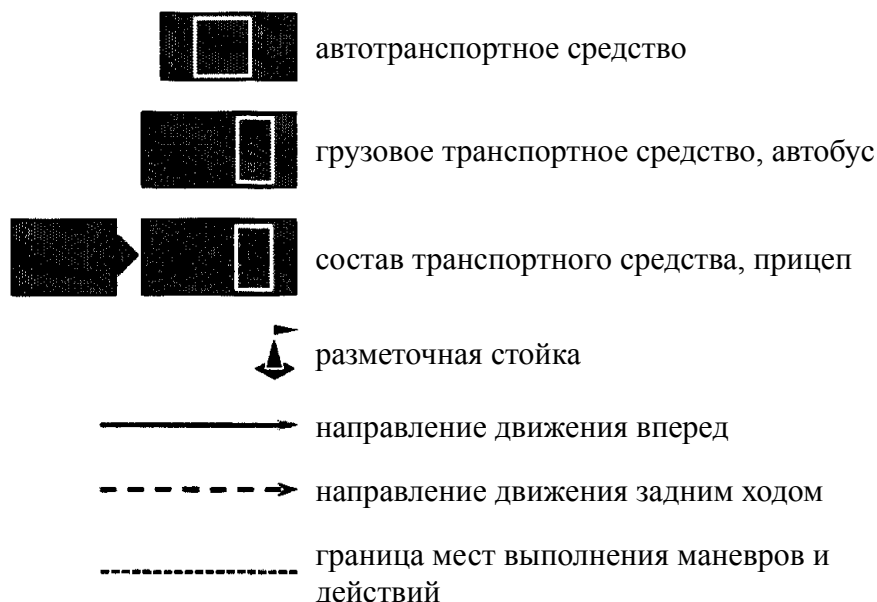 автотранспортное средство
грузовое транспортное средство, автобус
состав транспортного средства, прицеп
разметочная стойка
направление движения вперед
направление движения задним ходом
граница мест выполнения маневров и
действий